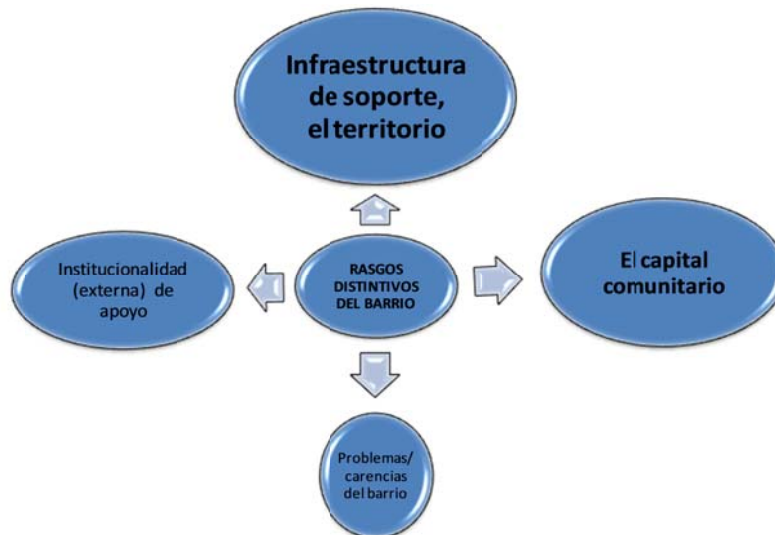 Infraestructura
de soporte,
el territorio
Institucionalidad
(externa) de
apoyo
RASGOS
DISTINTIVOS
DEL BARRIO
El capital
comunitario
Problemas/
carencias
del barrio